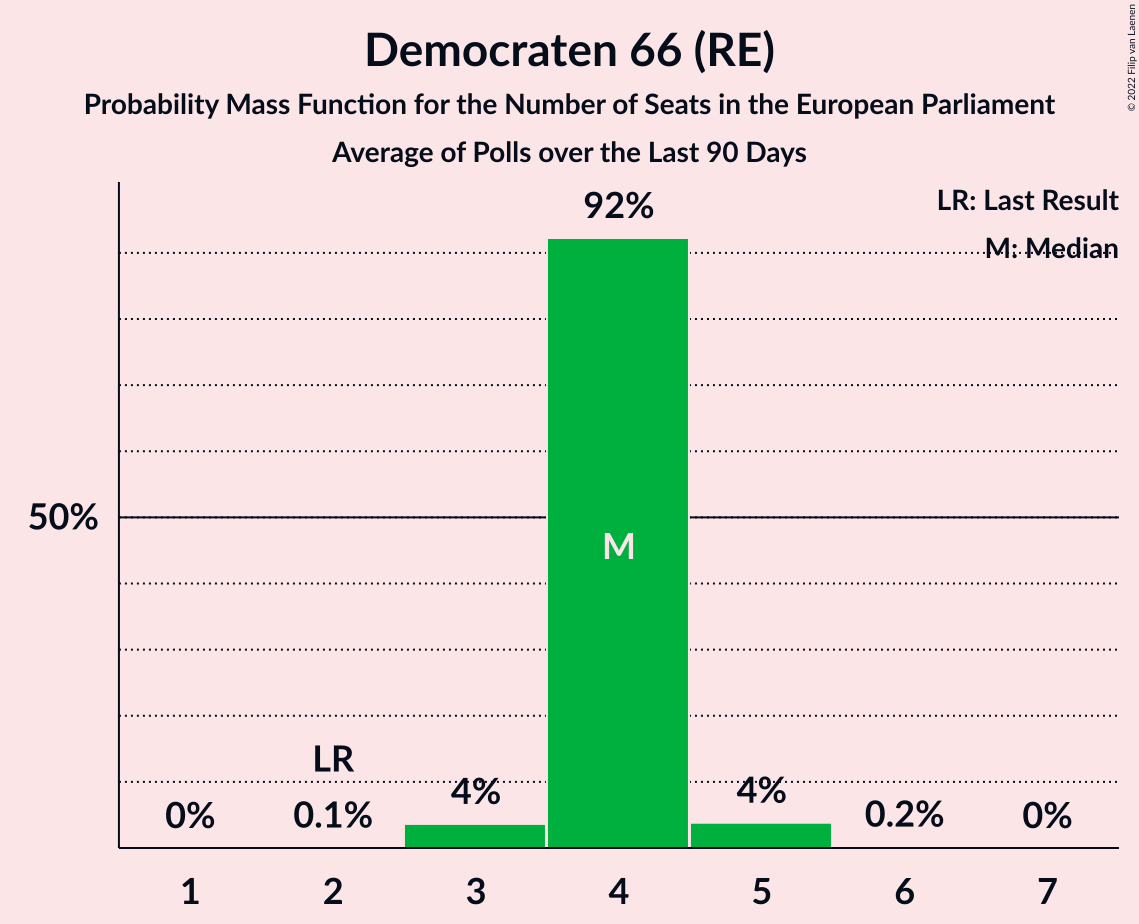 Democraten 66 (RE)
Probability Mass Function for the Number of Seats in the European Parliament
Average of Polls over the Last 90 Days
© 2022 Filip van Laenen
LR: Last Result
M: Median
92%
50%
M
LR
0%
0.1%
4%
4%
0.2%
0%
1 2 3 4 5 6 7